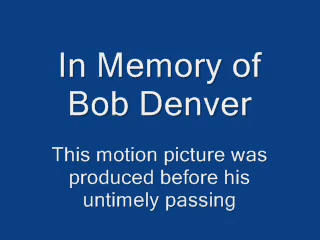 In Memory of
Bob Denver
This motion picture was
produced before his
untimely passing